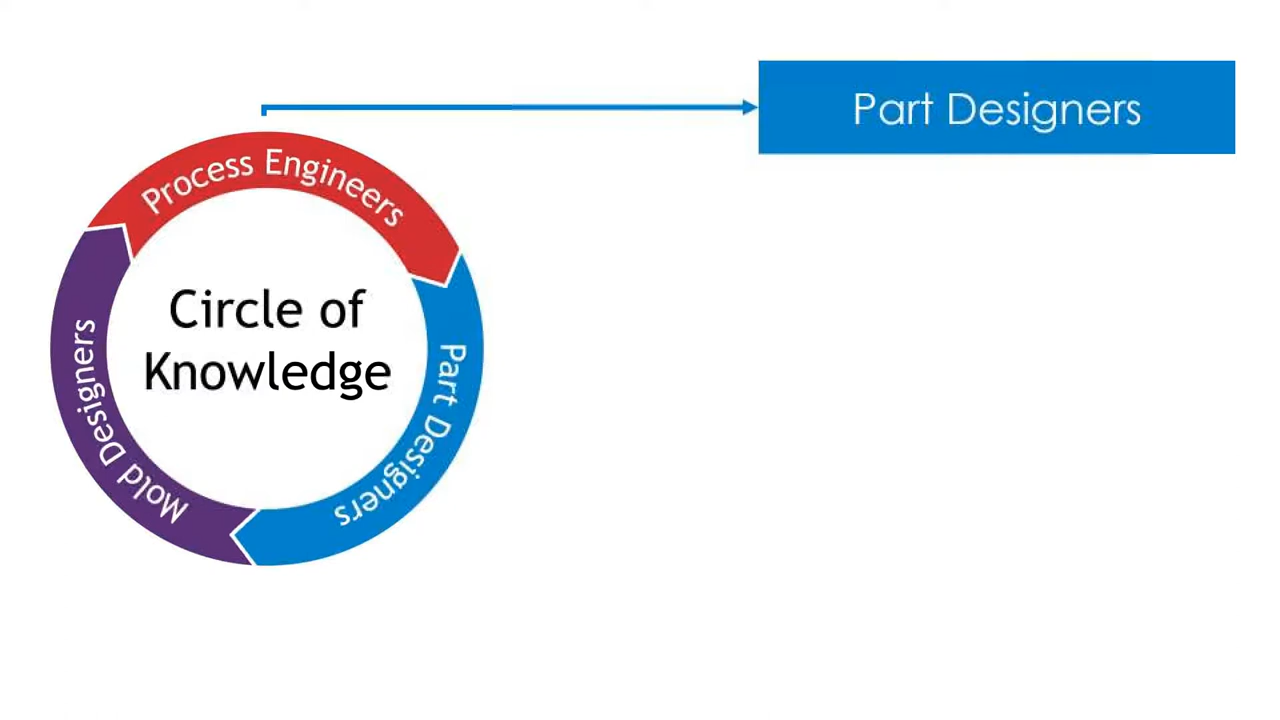 Part Designers
Process Engineers
Circle of
Knowledge
Part Designers
Mold Designers